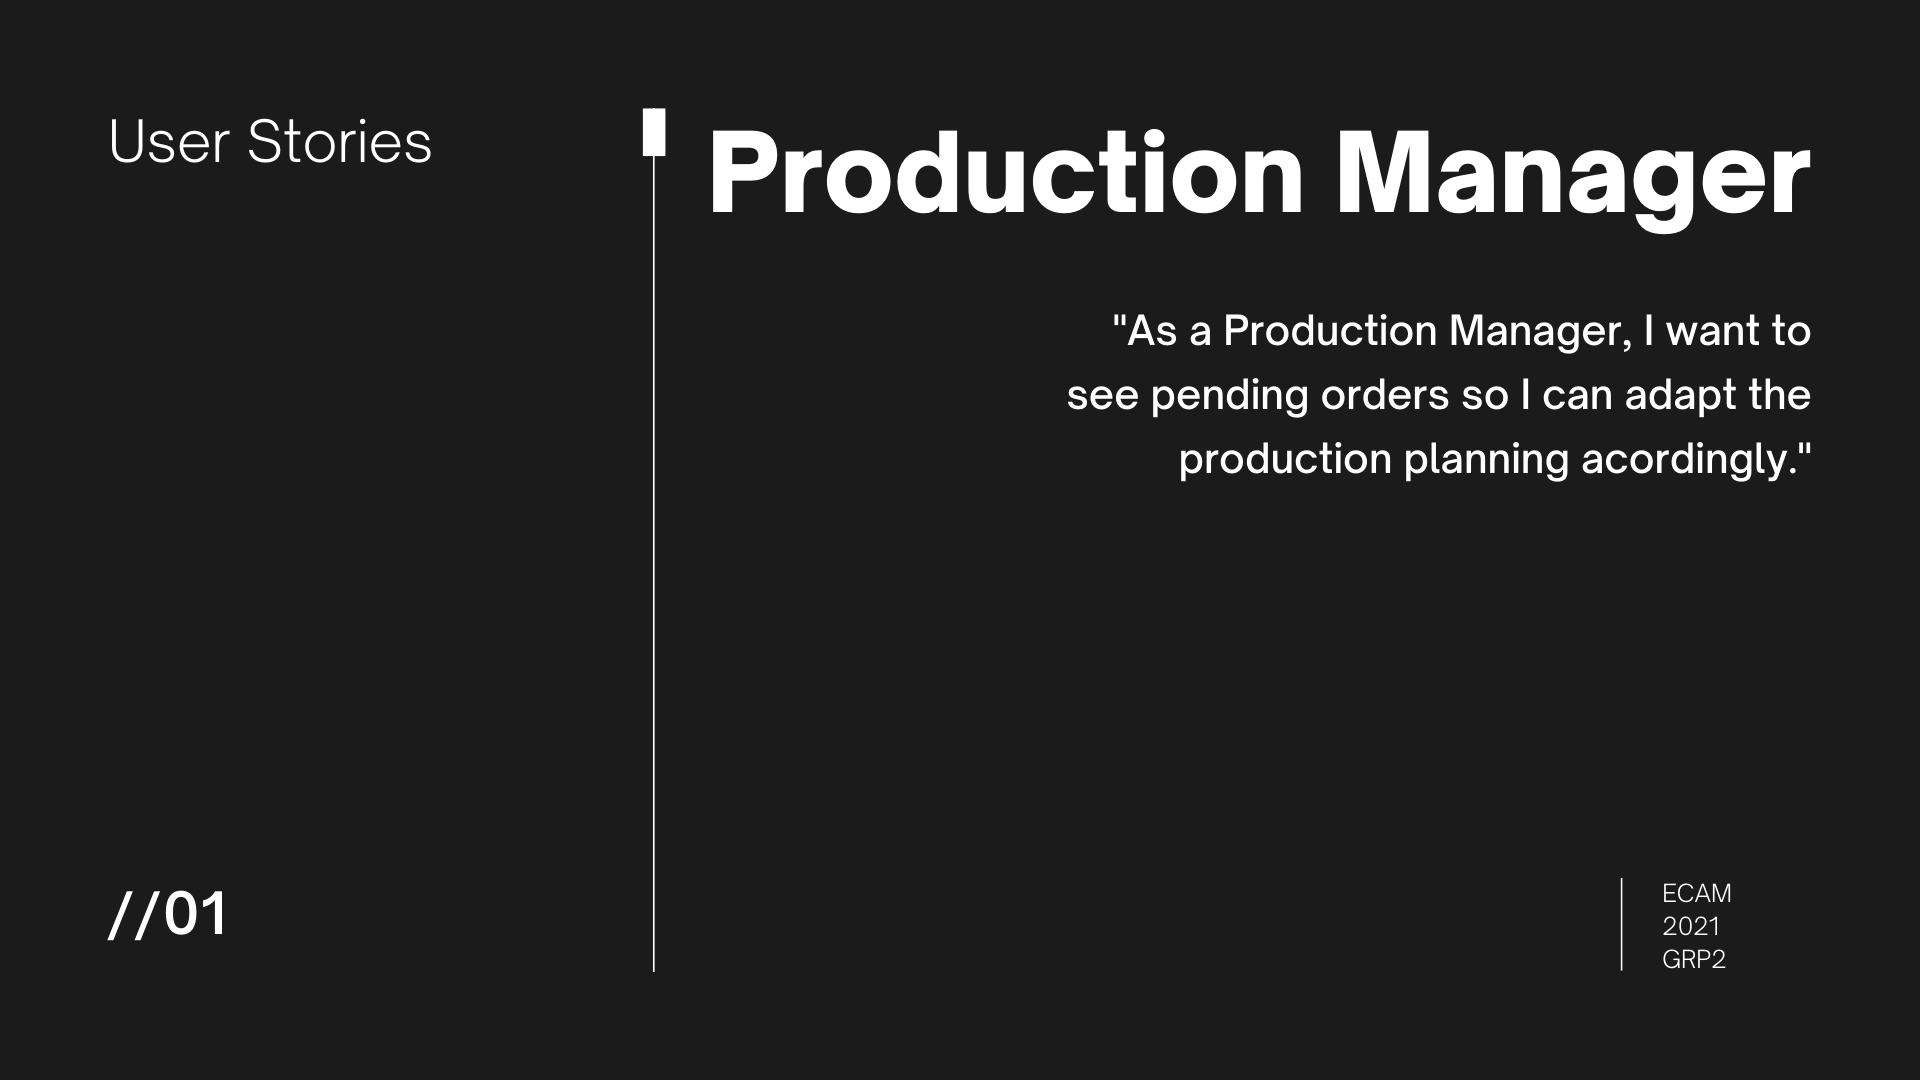 User Stories
Production Manager
"As a Production Manager, I want to
see pending orders so I can adapt the
production planning acordingly."
//01
ECAM
2021
GRP2